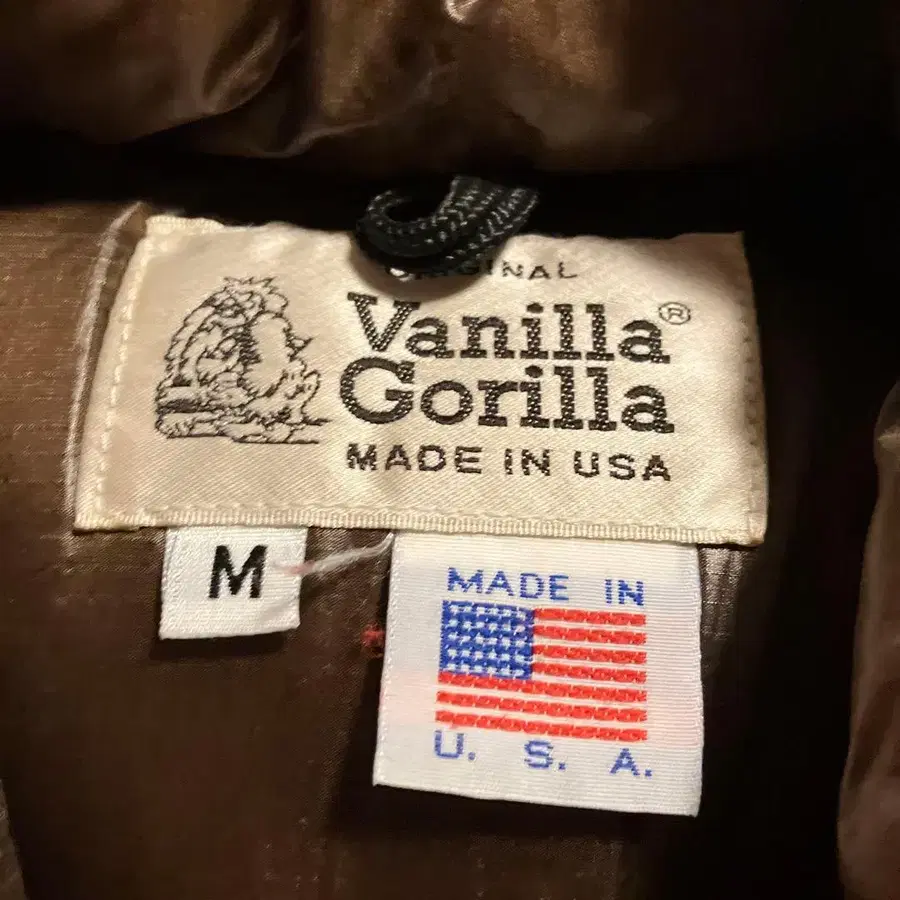 ORIGINAL
Vanilla®
Gorilla
MADE IN USA
M
MADE IN
U. S. A.